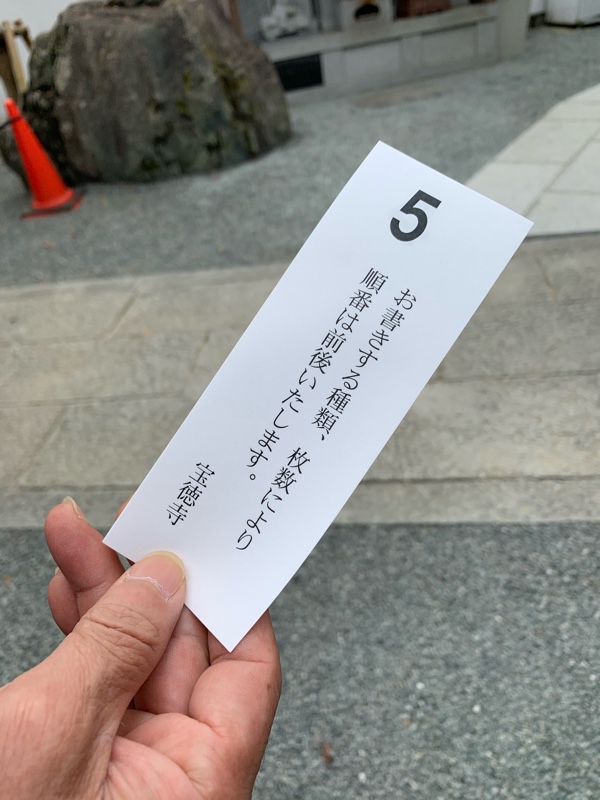 5
お書きする種類、枚数により
順番は前後いたします。
宝徳寺